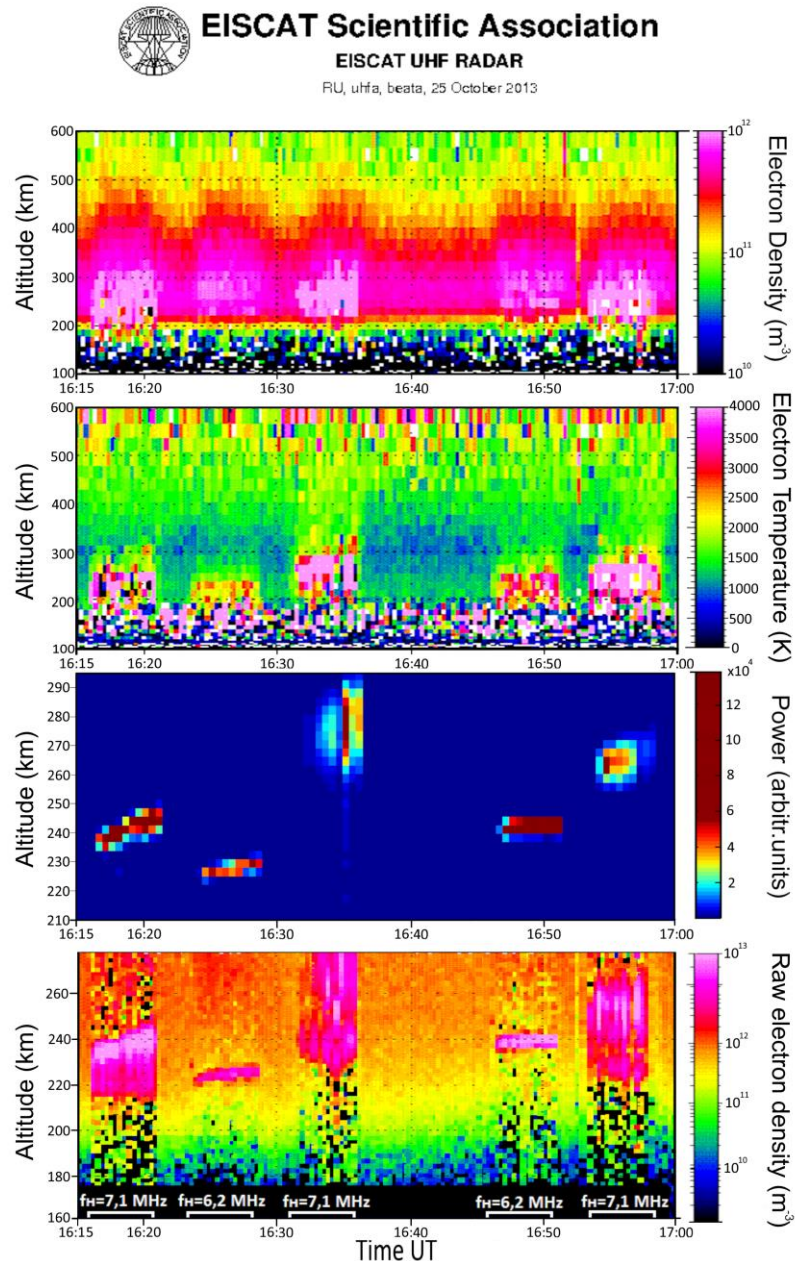 EISCAT Scientific Association
EISCAT UHF RADAR
RU, uhfa, beata, 25 October 2013
600
500
400
300
200
100
Altitude (km)
16:15 16:20 16:30 16:40 16:50 17:00
10¹²
10¹¹
10¹⁰
Electron Density (m⁻³)
600
500
400
300
200
100
Altitude (km)
16:15 16:20 16:30 16:40 16:50 17:00
4000
3500
3000
2500
2000
1500
1000
500
0
Electron Temperature (K)
290
280
270
260
250
240
230
220
210
Altitude (km)
16:15 16:20 16:30 16:40 16:50 17:00
x10⁴
12
10
8
6
4
2
Power (arbitr.units)
260
240
220
200
180
160
Altitude (km)
fH=7,1 MHz fH=6,2 MHz fH=7,1 MHz fH=6,2 MHz fH=7,1 MHz
16:15 16:20 16:30 16:40 16:50 17:00
Time UT
10¹³
10¹²
10¹¹
10¹⁰
Raw electron density (m⁻³)